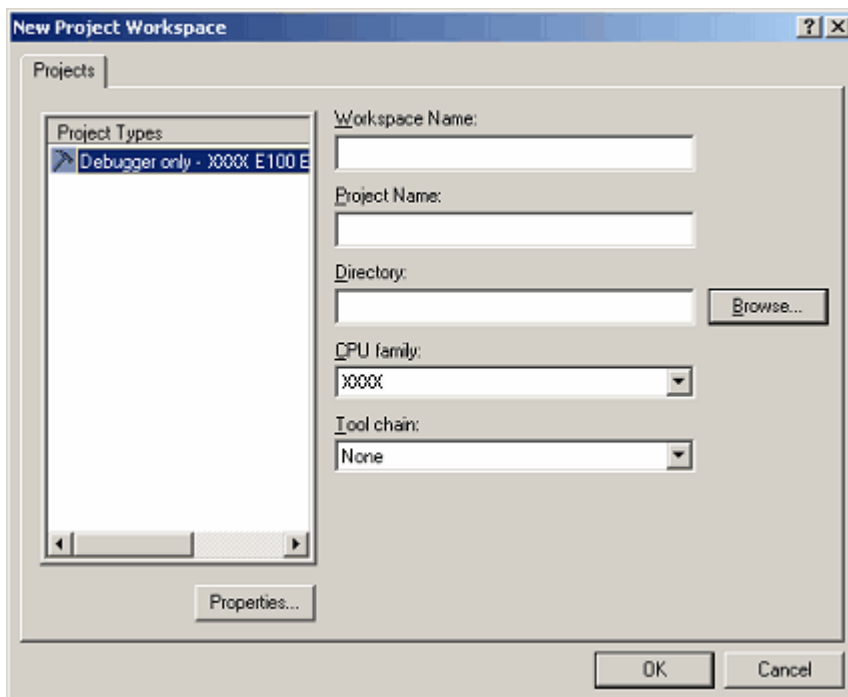 New Project Workspace
Projects
Project Types
Debugger only - XXXX E100 E
Workspace Name:
Project Name:
Directory:
Browse...
CPU family:
XXXX
Tool chain:
None
Properties...
OK
Cancel